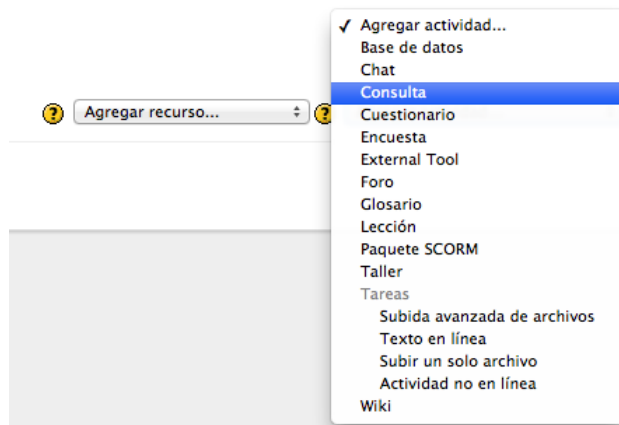 ✓ Agregar actividad...
Base de datos
Chat
Consulta
? Agregar recurso... ?
Cuestionario
Encuesta
External Tool
Foro
Glosario
Lección
Paquete SCORM
Taller
Tareas
Subida avanzada de archivos
Texto en línea
Subir un solo archivo
Actividad no en línea
Wiki